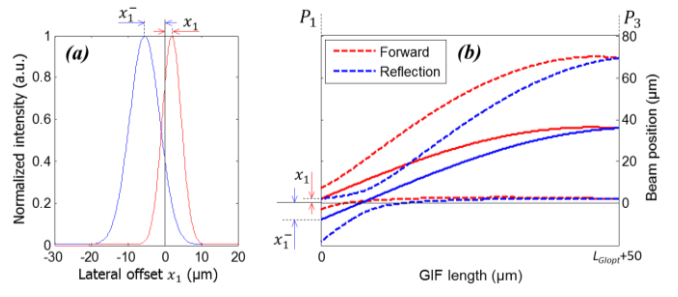 x₁⁻
x₁
(a)
Normalized intensity (a.u.)
1
0.8
0.6
0.4
0.2
0
-30 -20 -10 0 10 20 30
Lateral offset x₁ (µm)
P₁
P₃
Forward
Reflection
(b)
x₁
x₁⁻
80
60
40
20
0
Beam position (µm)
0
L_GIopt+50
GIF length (µm)